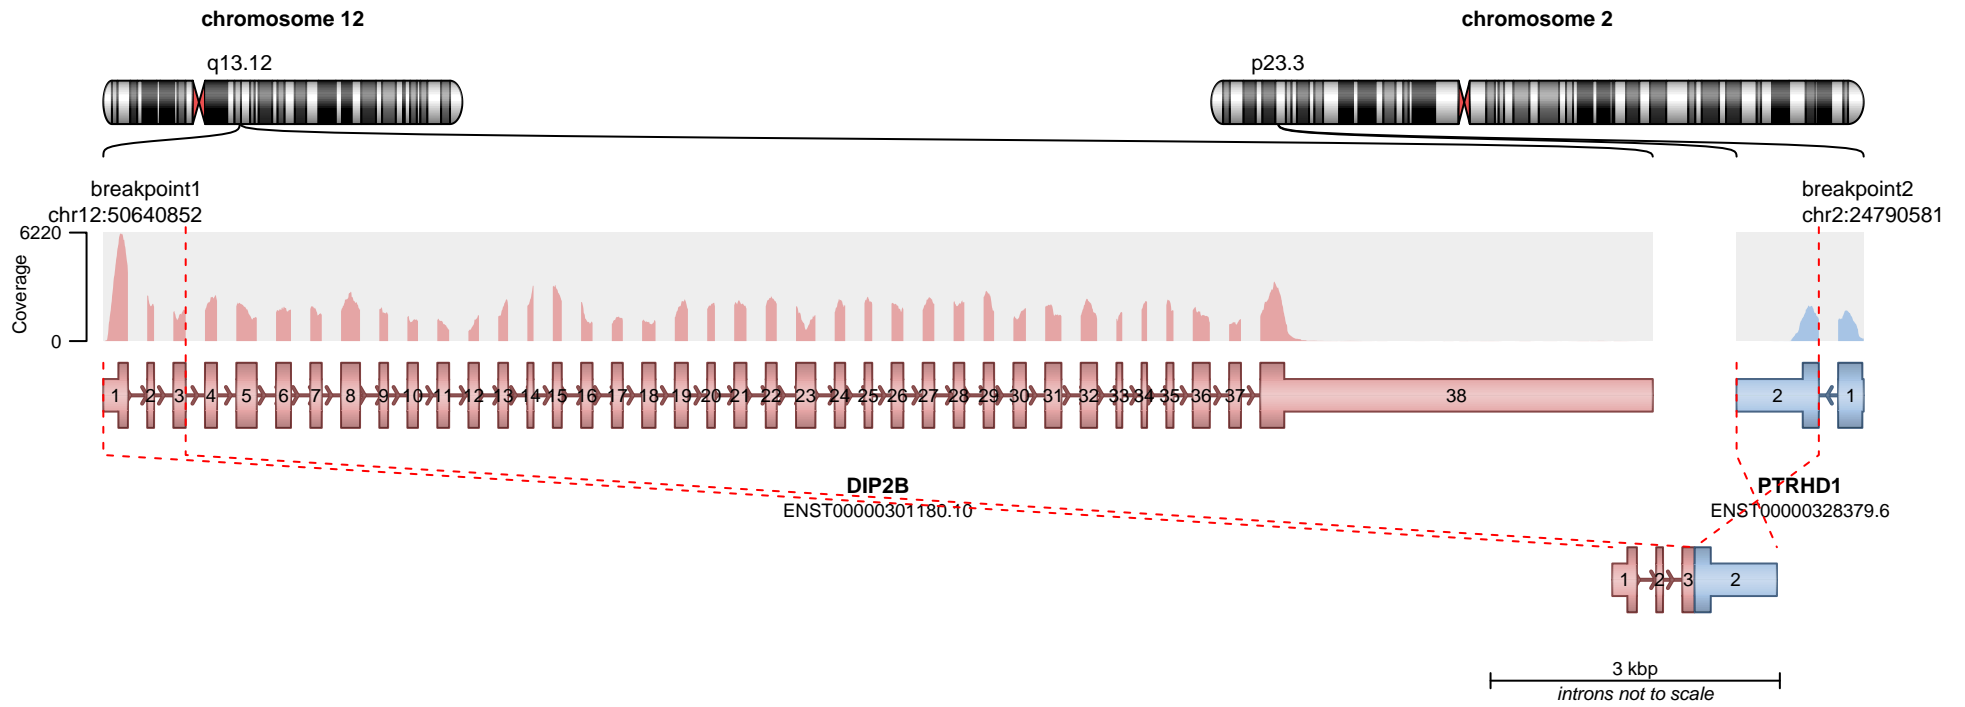 chromosome 12
chromosome 2
q13.12
p23.3
breakpoint1
chr12:50640852
breakpoint2
chr2:24790581
6220
Coverage
0
1 2 3 4 5 6 7 8 9 10 11 12 13 14 15 16 17 18 19 20 21 22 23 24 25 26 27 28 29 30 31 32 33 34 35 36 37 38
2 1
DIP2B
ENST00000301180.10
PTRHD1
ENST00000328379.6
1 2 3 2
3 kbp
introns not to scale